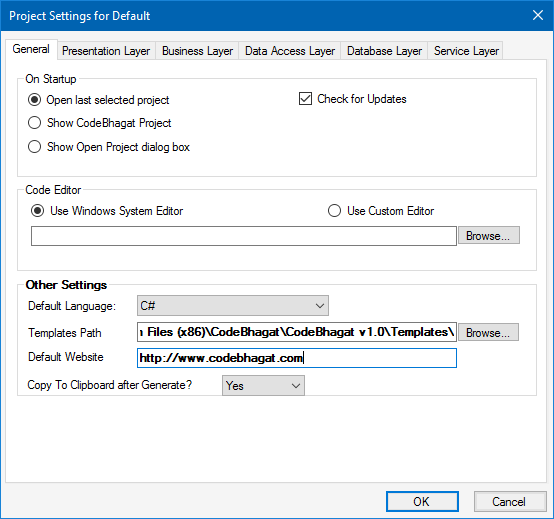 Project Settings for Default
General Presentation Layer Business Layer Data Access Layer Database Layer Service Layer
On Startup
Open last selected project Check for Updates
Show CodeBhagat Project
Show Open Project dialog box
Code Editor
Use Windows System Editor Use Custom Editor
Browse...
Other Settings
Default Language: C#
Templates Path Files (x86)\CodeBhagat\CodeBhagat v1.0\Templates\ Browse...
Default Website http://www.codebhagat.com
Copy To Clipboard after Generate? Yes
OK Cancel